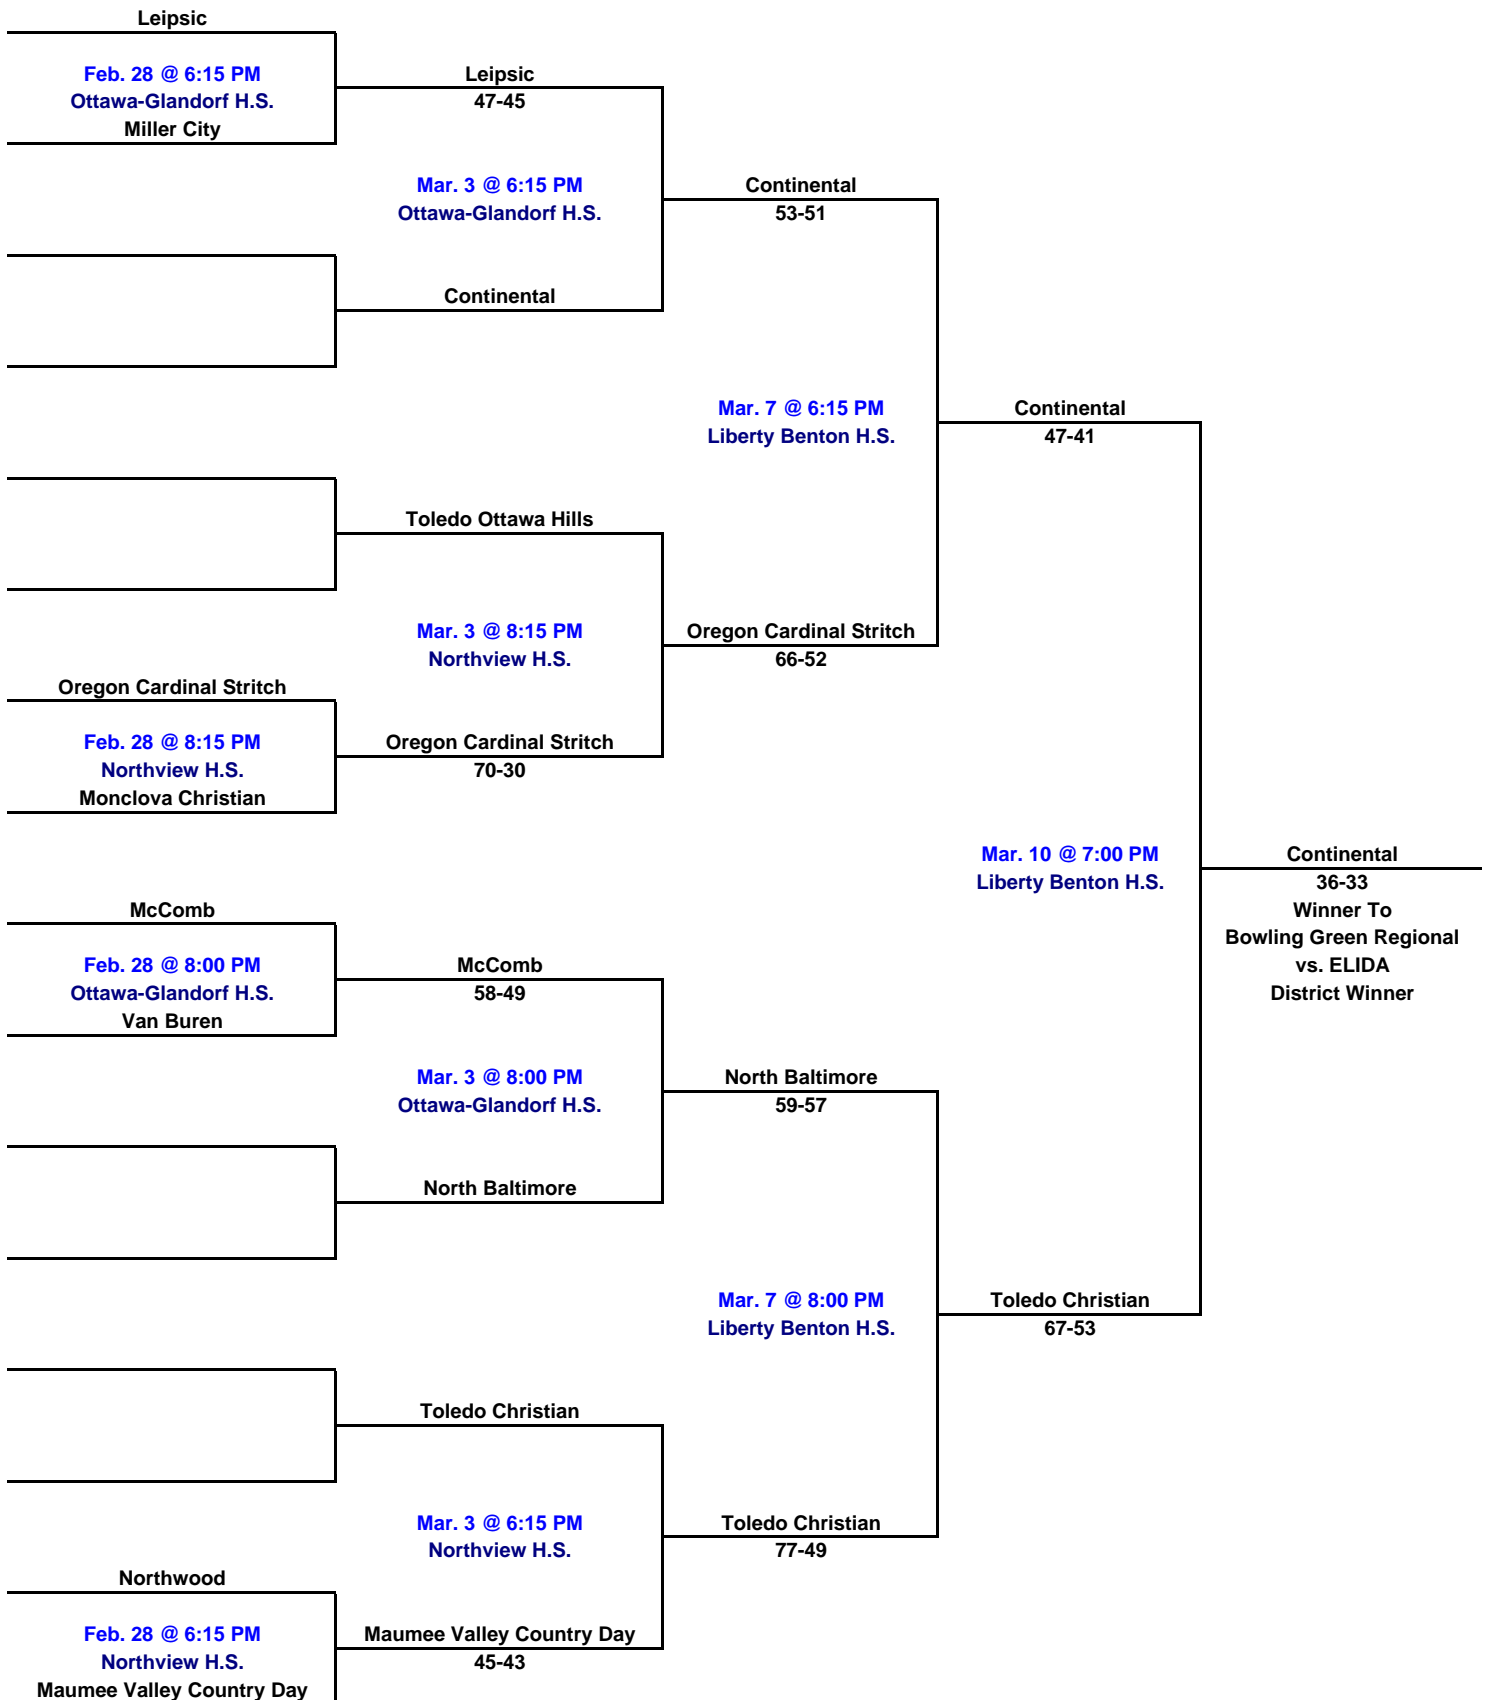 Leipsic
Feb. 28 @ 6:15 PM
Ottawa-Glandorf H.S.
Miller City
Leipsic
47-45
Mar. 3 @ 6:15 PM
Ottawa-Glandorf H.S.
Continental
Continental
53-51
Mar. 7 @ 6:15 PM
Liberty Benton H.S.
Continental
47-41
Toledo Ottawa Hills
Mar. 3 @ 8:15 PM
Northview H.S.
Oregon Cardinal Stritch
66-52
Oregon Cardinal Stritch
Feb. 28 @ 8:15 PM
Northview H.S.
Monclova Christian
Oregon Cardinal Stritch
70-30
Mar. 10 @ 7:00 PM
Liberty Benton H.S.
Continental
36-33
Winner To
Bowling Green Regional
vs. ELIDA
District Winner
McComb
Feb. 28 @ 8:00 PM
Ottawa-Glandorf H.S.
Van Buren
McComb
58-49
Mar. 3 @ 8:00 PM
Ottawa-Glandorf H.S.
North Baltimore
North Baltimore
59-57
Mar. 7 @ 8:00 PM
Liberty Benton H.S.
Toledo Christian
67-53
Toledo Christian
Mar. 3 @ 6:15 PM
Northview H.S.
Toledo Christian
77-49
Northwood
Feb. 28 @ 6:15 PM
Northview H.S.
Maumee Valley Country Day
Maumee Valley Country Day
45-43